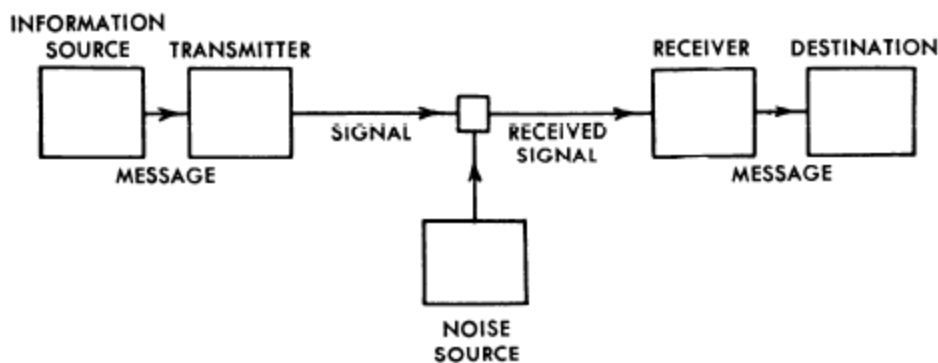 INFORMATION
SOURCE
TRANSMITTER
RECEIVER
DESTINATION
SIGNAL
RECEIVED
SIGNAL
MESSAGE
MESSAGE
NOISE
SOURCE